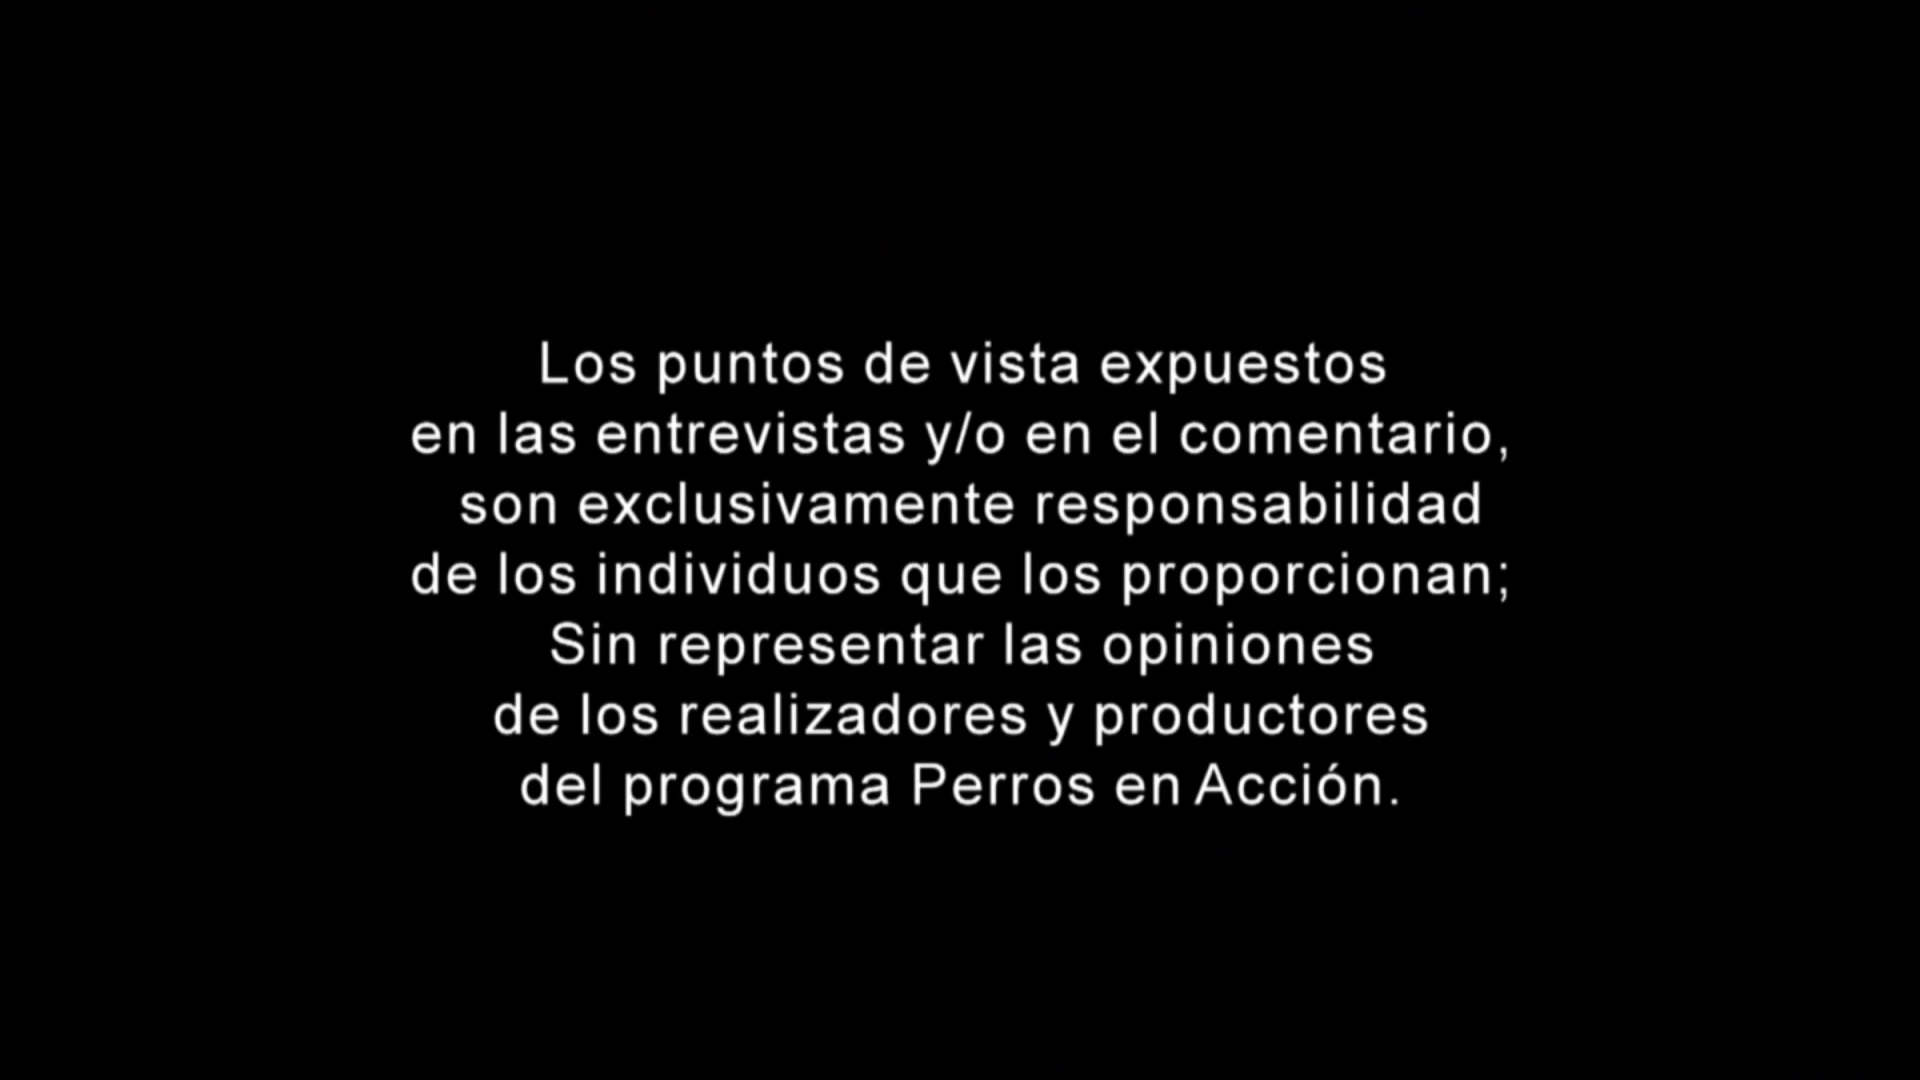 Los puntos de vista expuestos
en las entrevistas y/o en el comentario,
son exclusivamente responsabilidad
de los individuos que los proporcionan;
Sin representar las opiniones
de los realizadores y productores
del programa Perros en Acción.